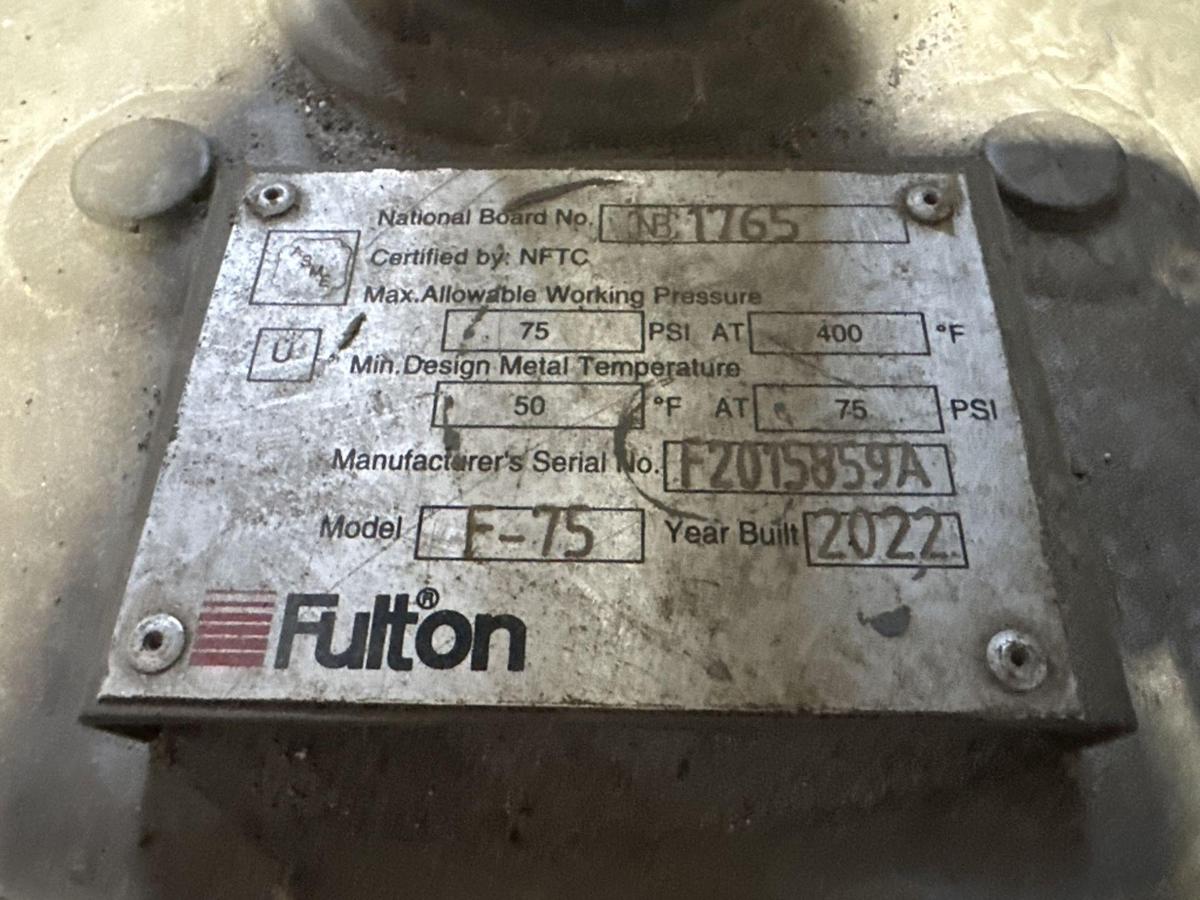 National Board No. NB 1765
ASME
Certified by: NFTC
Max.Allowable Working Pressure
75 PSI AT 400 °F
U
Min.Design Metal Temperature
50 °F AT 75 PSI
Manufacturer's Serial No. F2015859A
Model F-75 Year Built 2022
Fulton®